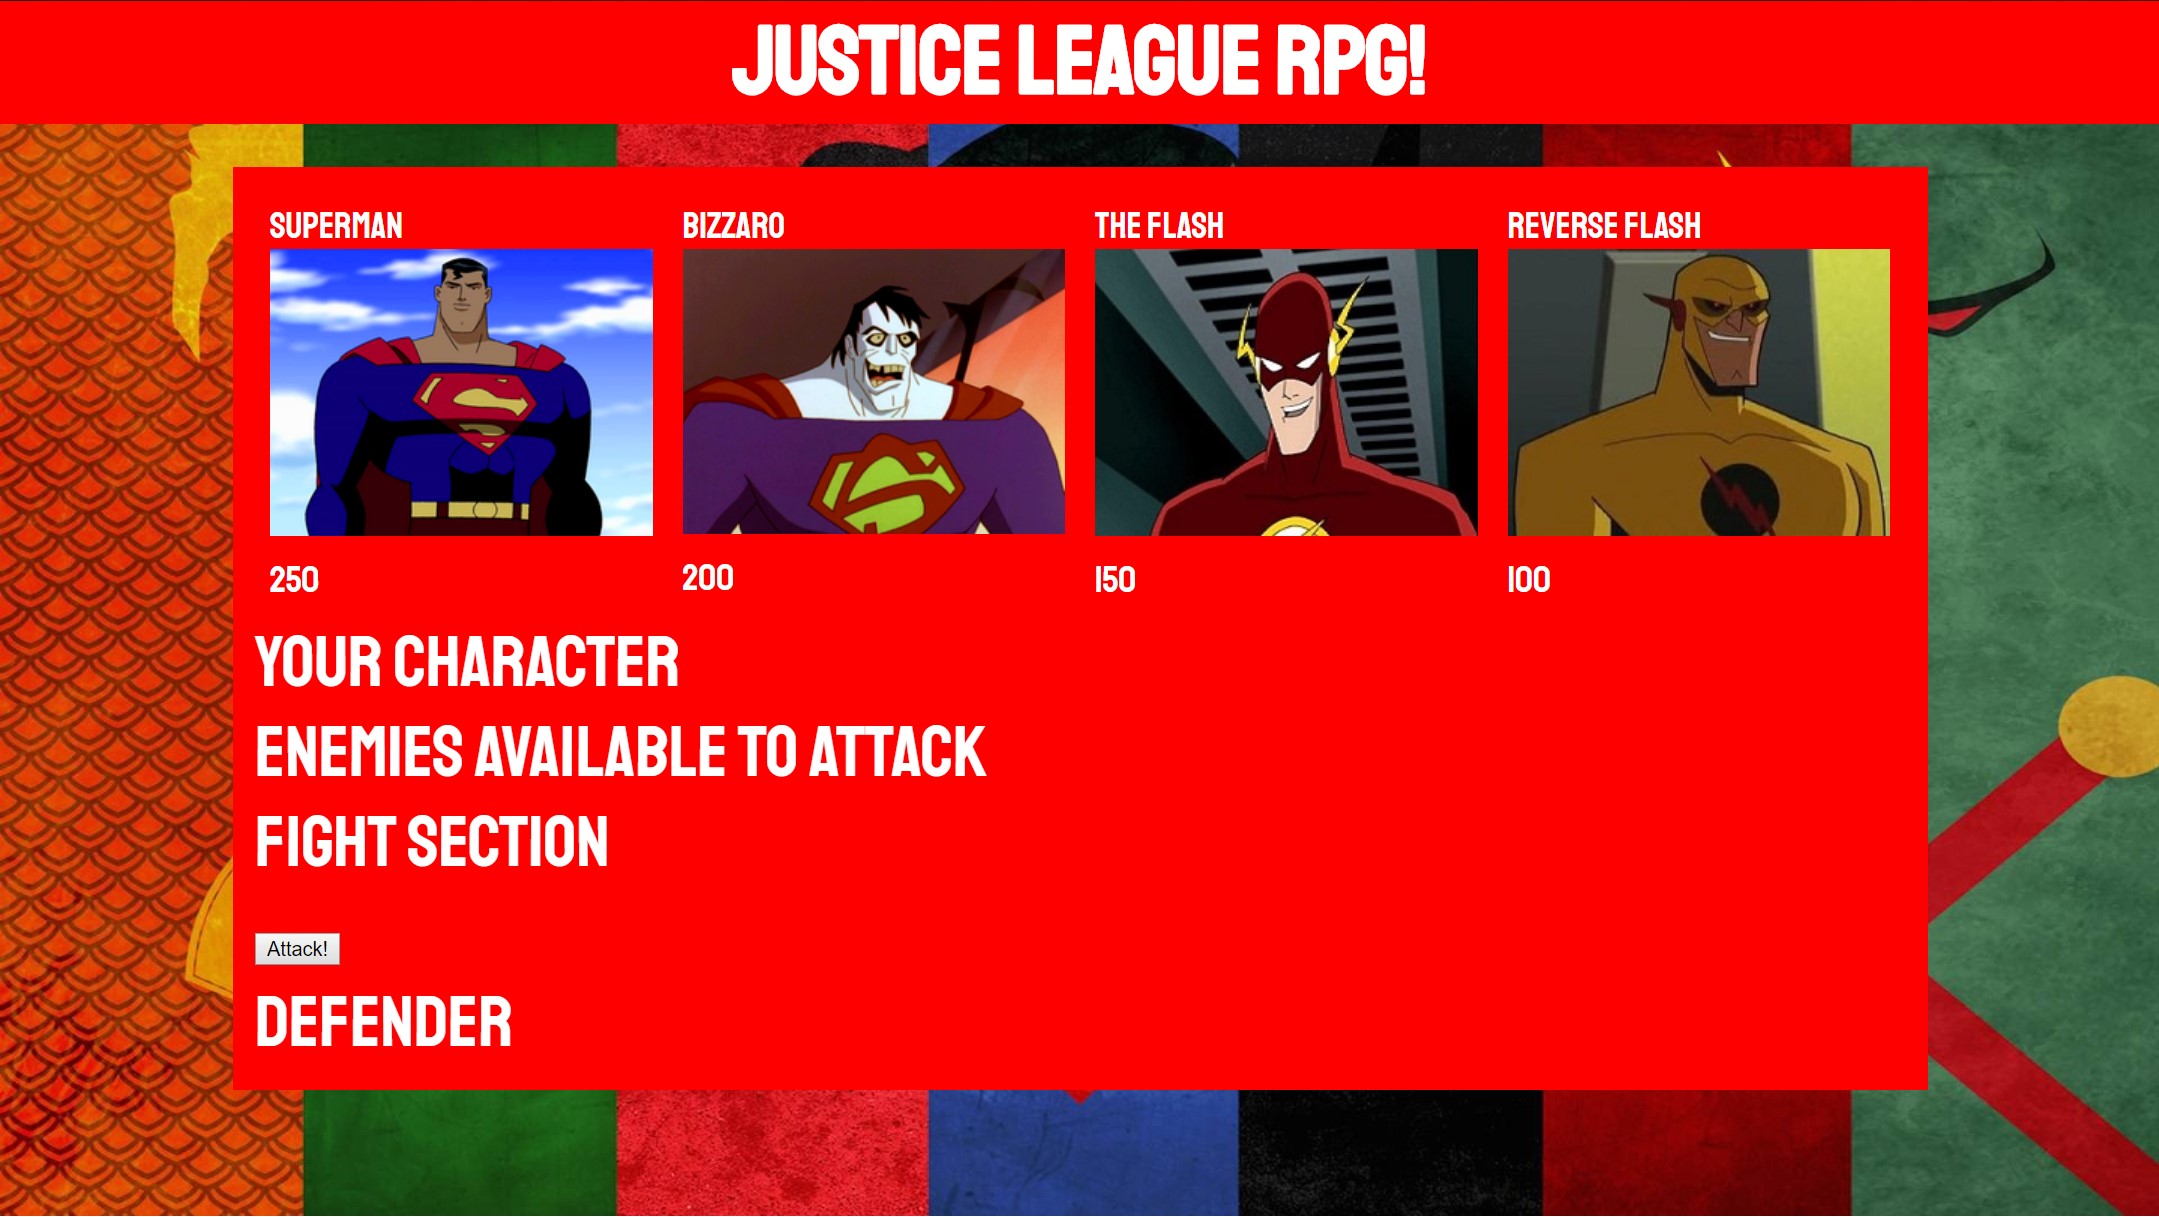 JUSTICE LEAGUE RPG!
SUPERMAN
BIZZARO
THE FLASH
REVERSE FLASH
250
200
150
100
YOUR CHARACTER
ENEMIES AVAILABLE TO ATTACK
FIGHT SECTION
Attack!
DEFENDER